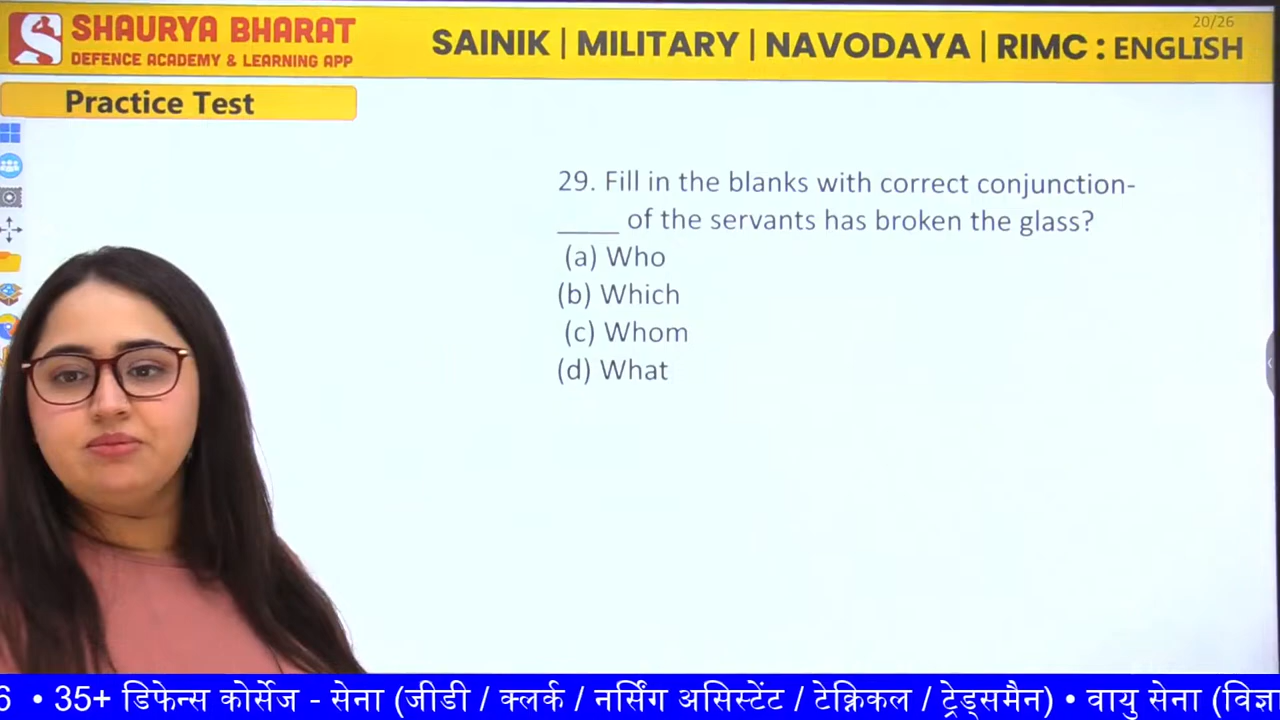 20/26
SHAURYA BHARAT
DEFENCE ACADEMY & LEARNING APP
SAINIK | MILITARY | NAVODAYA | RIMC : ENGLISH
Practice Test
29. Fill in the blanks with correct conjunction-
_____ of the servants has broken the glass?
(a) Who
(b) Which
(c) Whom
(d) What
6 • 35+ डिफेन्स कोर्सेज - सेना (जीडी / क्लर्क / नर्सिंग असिस्टेंट / टेक्निकल / ट्रेड्समैन) • वायु सेना (विज्ञा